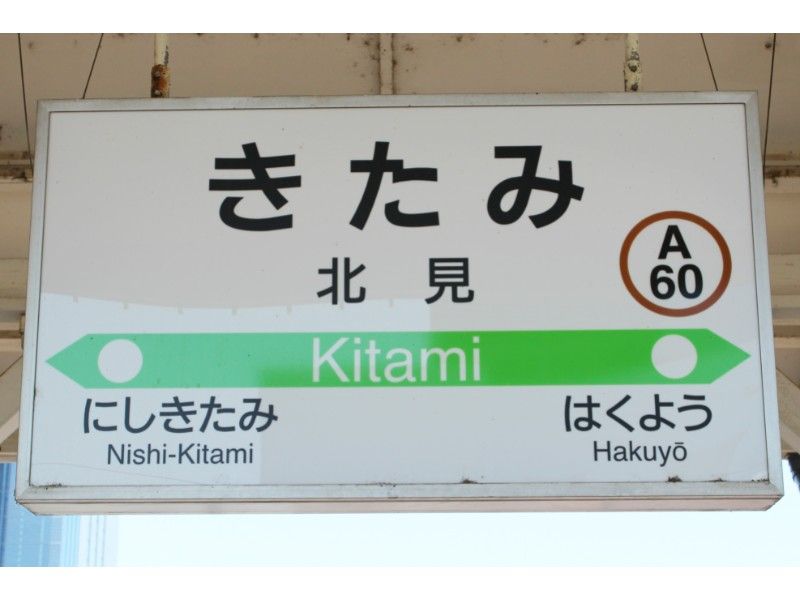 きたみ
北見
A
60
Kitami
にしきたみ
Nishi-Kitami
はくよう
Hakuyō